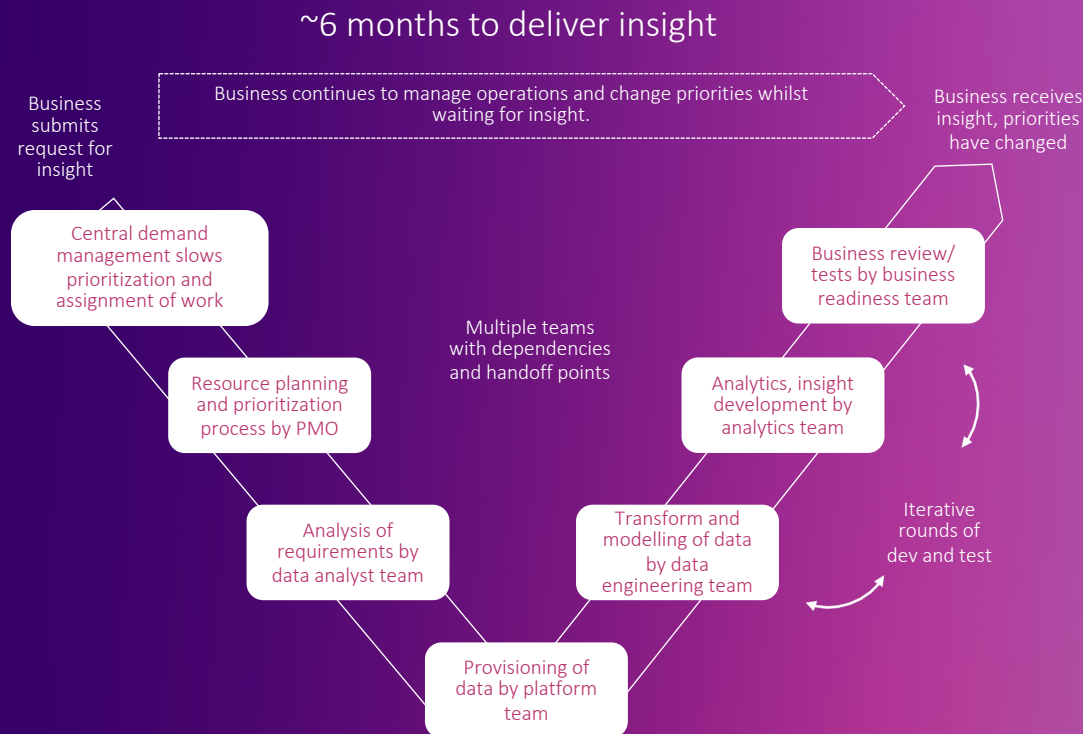 ~6 months to deliver insight
Business continues to manage operations and change priorities whilst
waiting for insight.
Business
submits
request for
insight
Business receives
insight, priorities
have changed
Central demand
management slows
prioritization and
assignment of work
Business review/
tests by business
readiness team
Multiple teams
with dependencies
and handoff points
Resource planning
and prioritization
process by PMO
Analytics, insight
development by
analytics team
Analysis of
requirements by
data analyst team
Transform and
modelling of data
by data
engineering team
Iterative
rounds of
dev and test
Provisioning of
data by platform
team